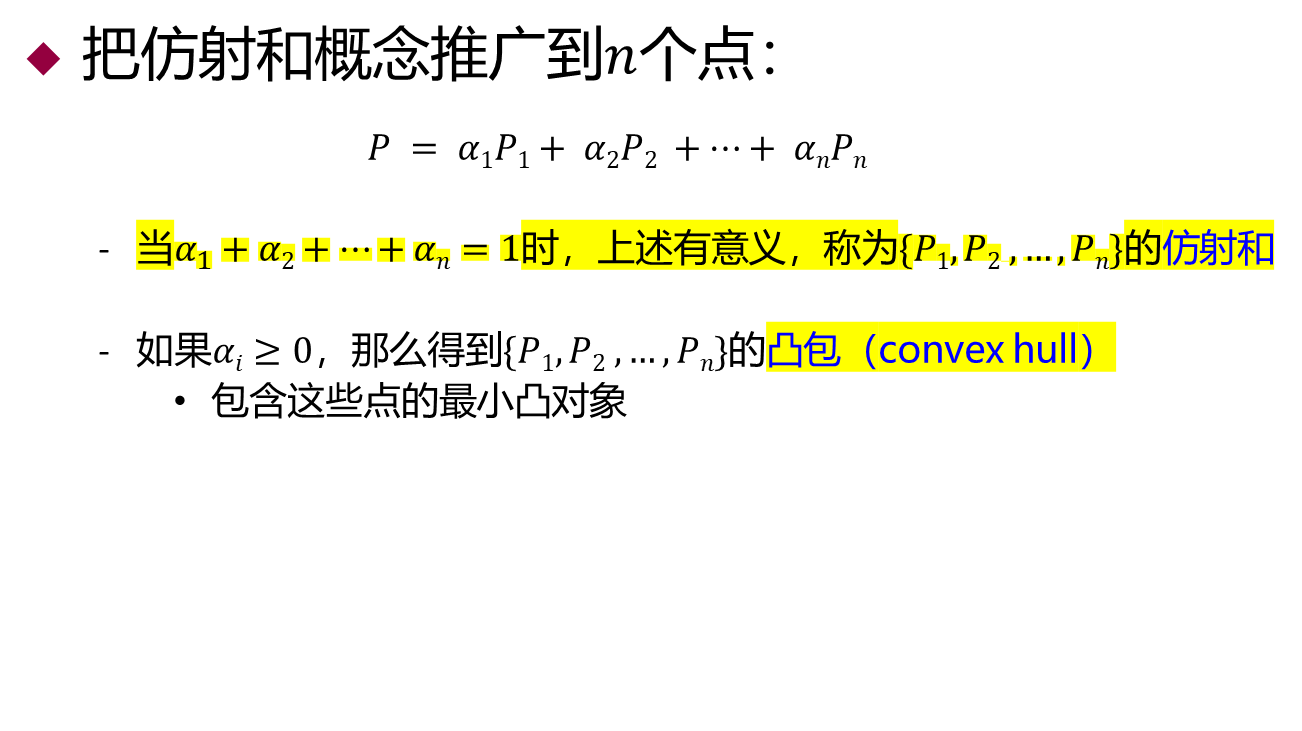 ◆ 把仿射和概念推广到𝑛个点：
𝑃 = 𝛼₁𝑃₁ + 𝛼₂𝑃₂ + ⋯ + 𝛼ₙ𝑃ₙ
- 当𝛼₁ + 𝛼₂ + ⋯ + 𝛼ₙ = 1时，上述有意义，称为{𝑃₁, 𝑃₂ , … , 𝑃ₙ}的仿射和
- 如果𝛼ᵢ ≥ 0，那么得到{𝑃₁, 𝑃₂ , … , 𝑃ₙ}的凸包（convex hull）
• 包含这些点的最小凸对象